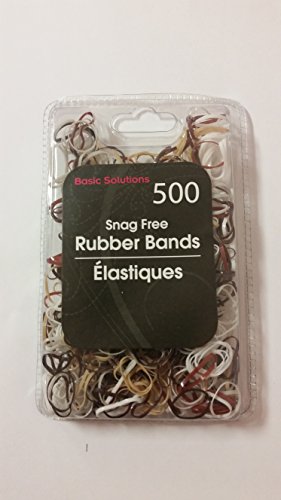 Basic Solutions
500
Snag Free
Rubber Bands
Élastiques